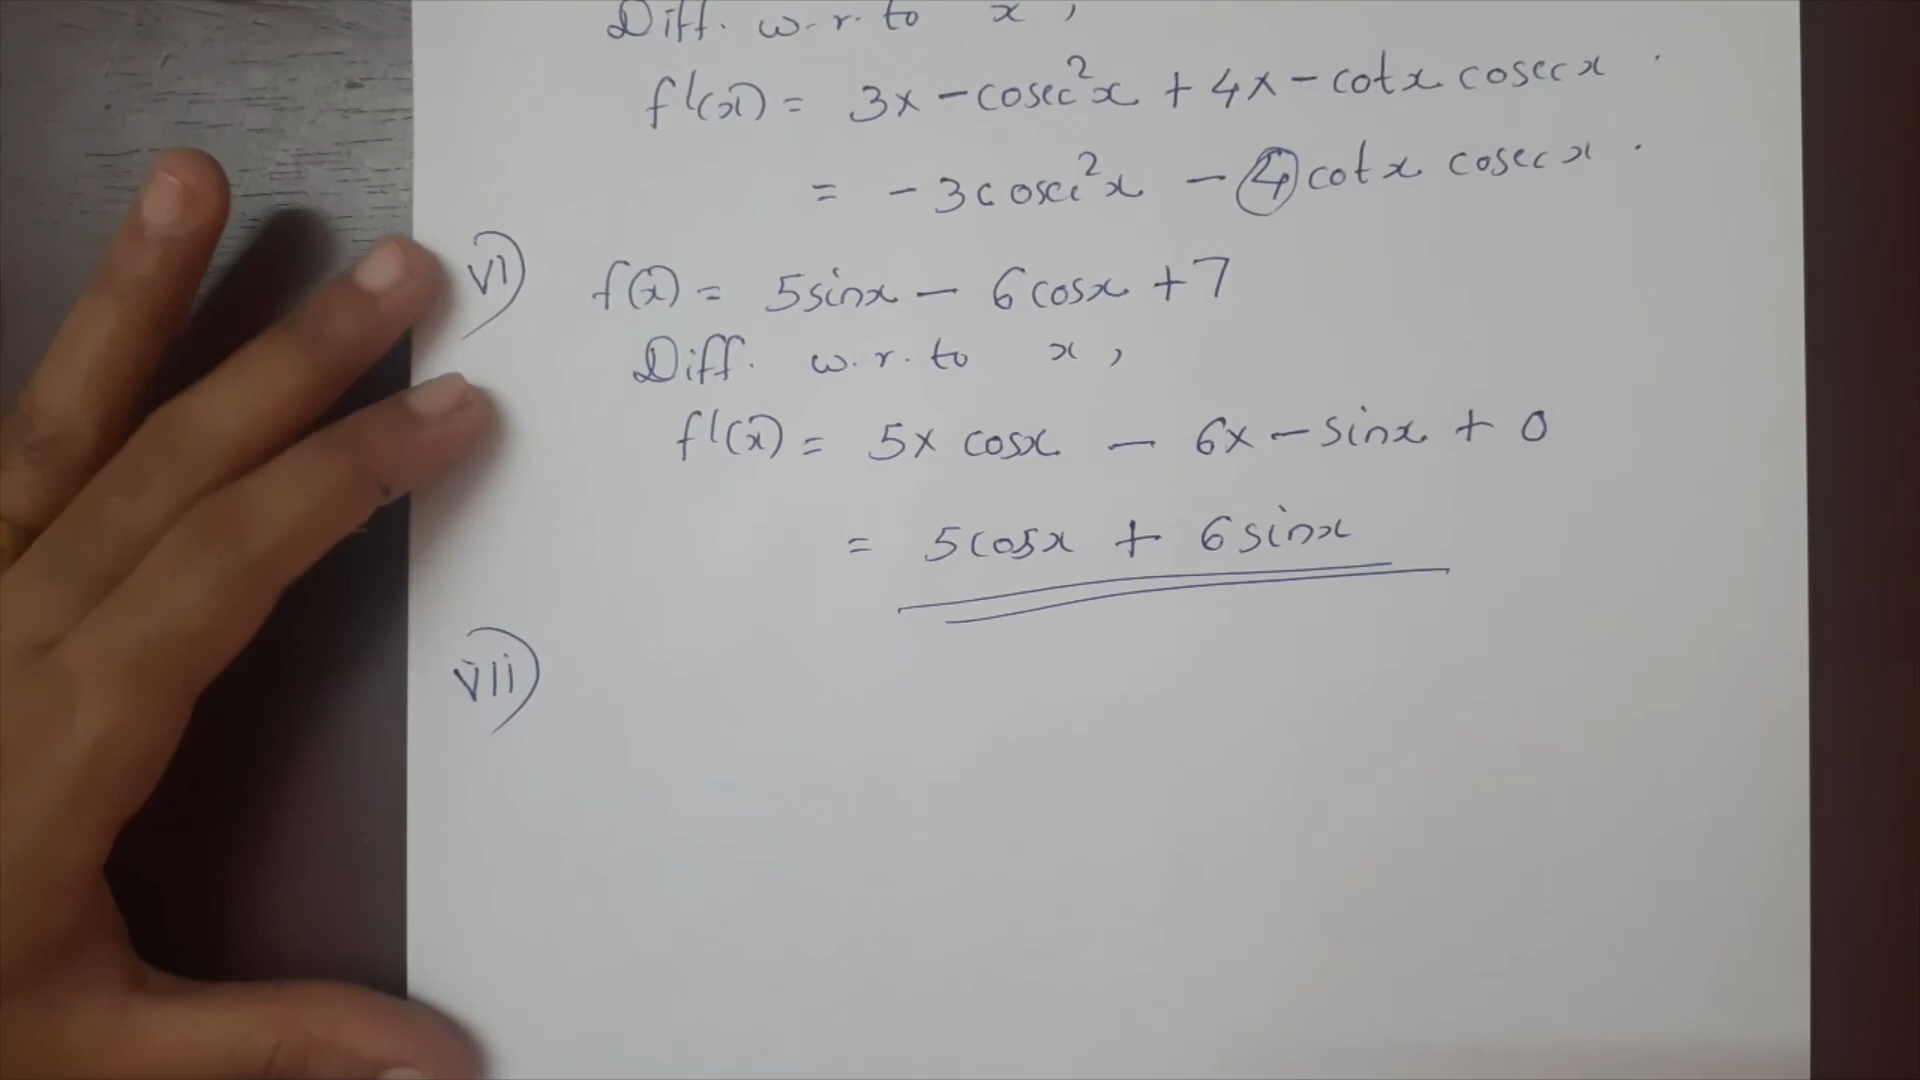 Diff. w.r. to x,
f'(x) = 3x - cosec²x + 4x - cotx cosecx.
= - 3cosec²x - 4 cotx cosecx.
vi) f(x) = 5sinx - 6cosx + 7
Diff. w.r. to x,
f'(x) = 5x cosx - 6x - sinx + 0
= 5cosx + 6sinx
vii)